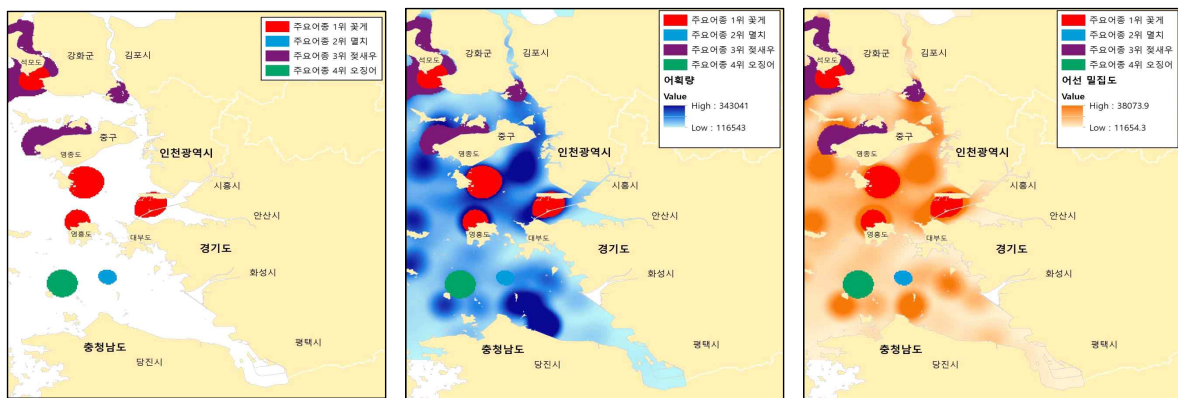 주요어종 1위 꽃게
주요어종 2위 멸치
주요어종 3위 젖새우
주요어종 4위 오징어
강화군
김포시
석모도
중구
영종도
인천광역시
시흥시
안산시
영흥도
대부도
경기도
화성시
충청남도
당진시
평택시
주요어종 1위 꽃게
주요어종 2위 멸치
주요어종 3위 젖새우
주요어종 4위 오징어
어획량
Value
High : 343041
Low : 116543
강화군
김포시
석모도
중구
영종도
인천광역시
시흥시
안산시
영흥도
대부도
경기도
화성시
충청남도
당진시
평택시
주요어종 1위 꽃게
주요어종 2위 멸치
주요어종 3위 젖새우
주요어종 4위 오징어
어선 밀집도
Value
High : 38073.9
Low : 11654.3
강화군
김포시
석모도
중구
영종도
인천광역시
시흥시
안산시
영흥도
대부도
경기도
화성시
충청남도
당진시
평택시